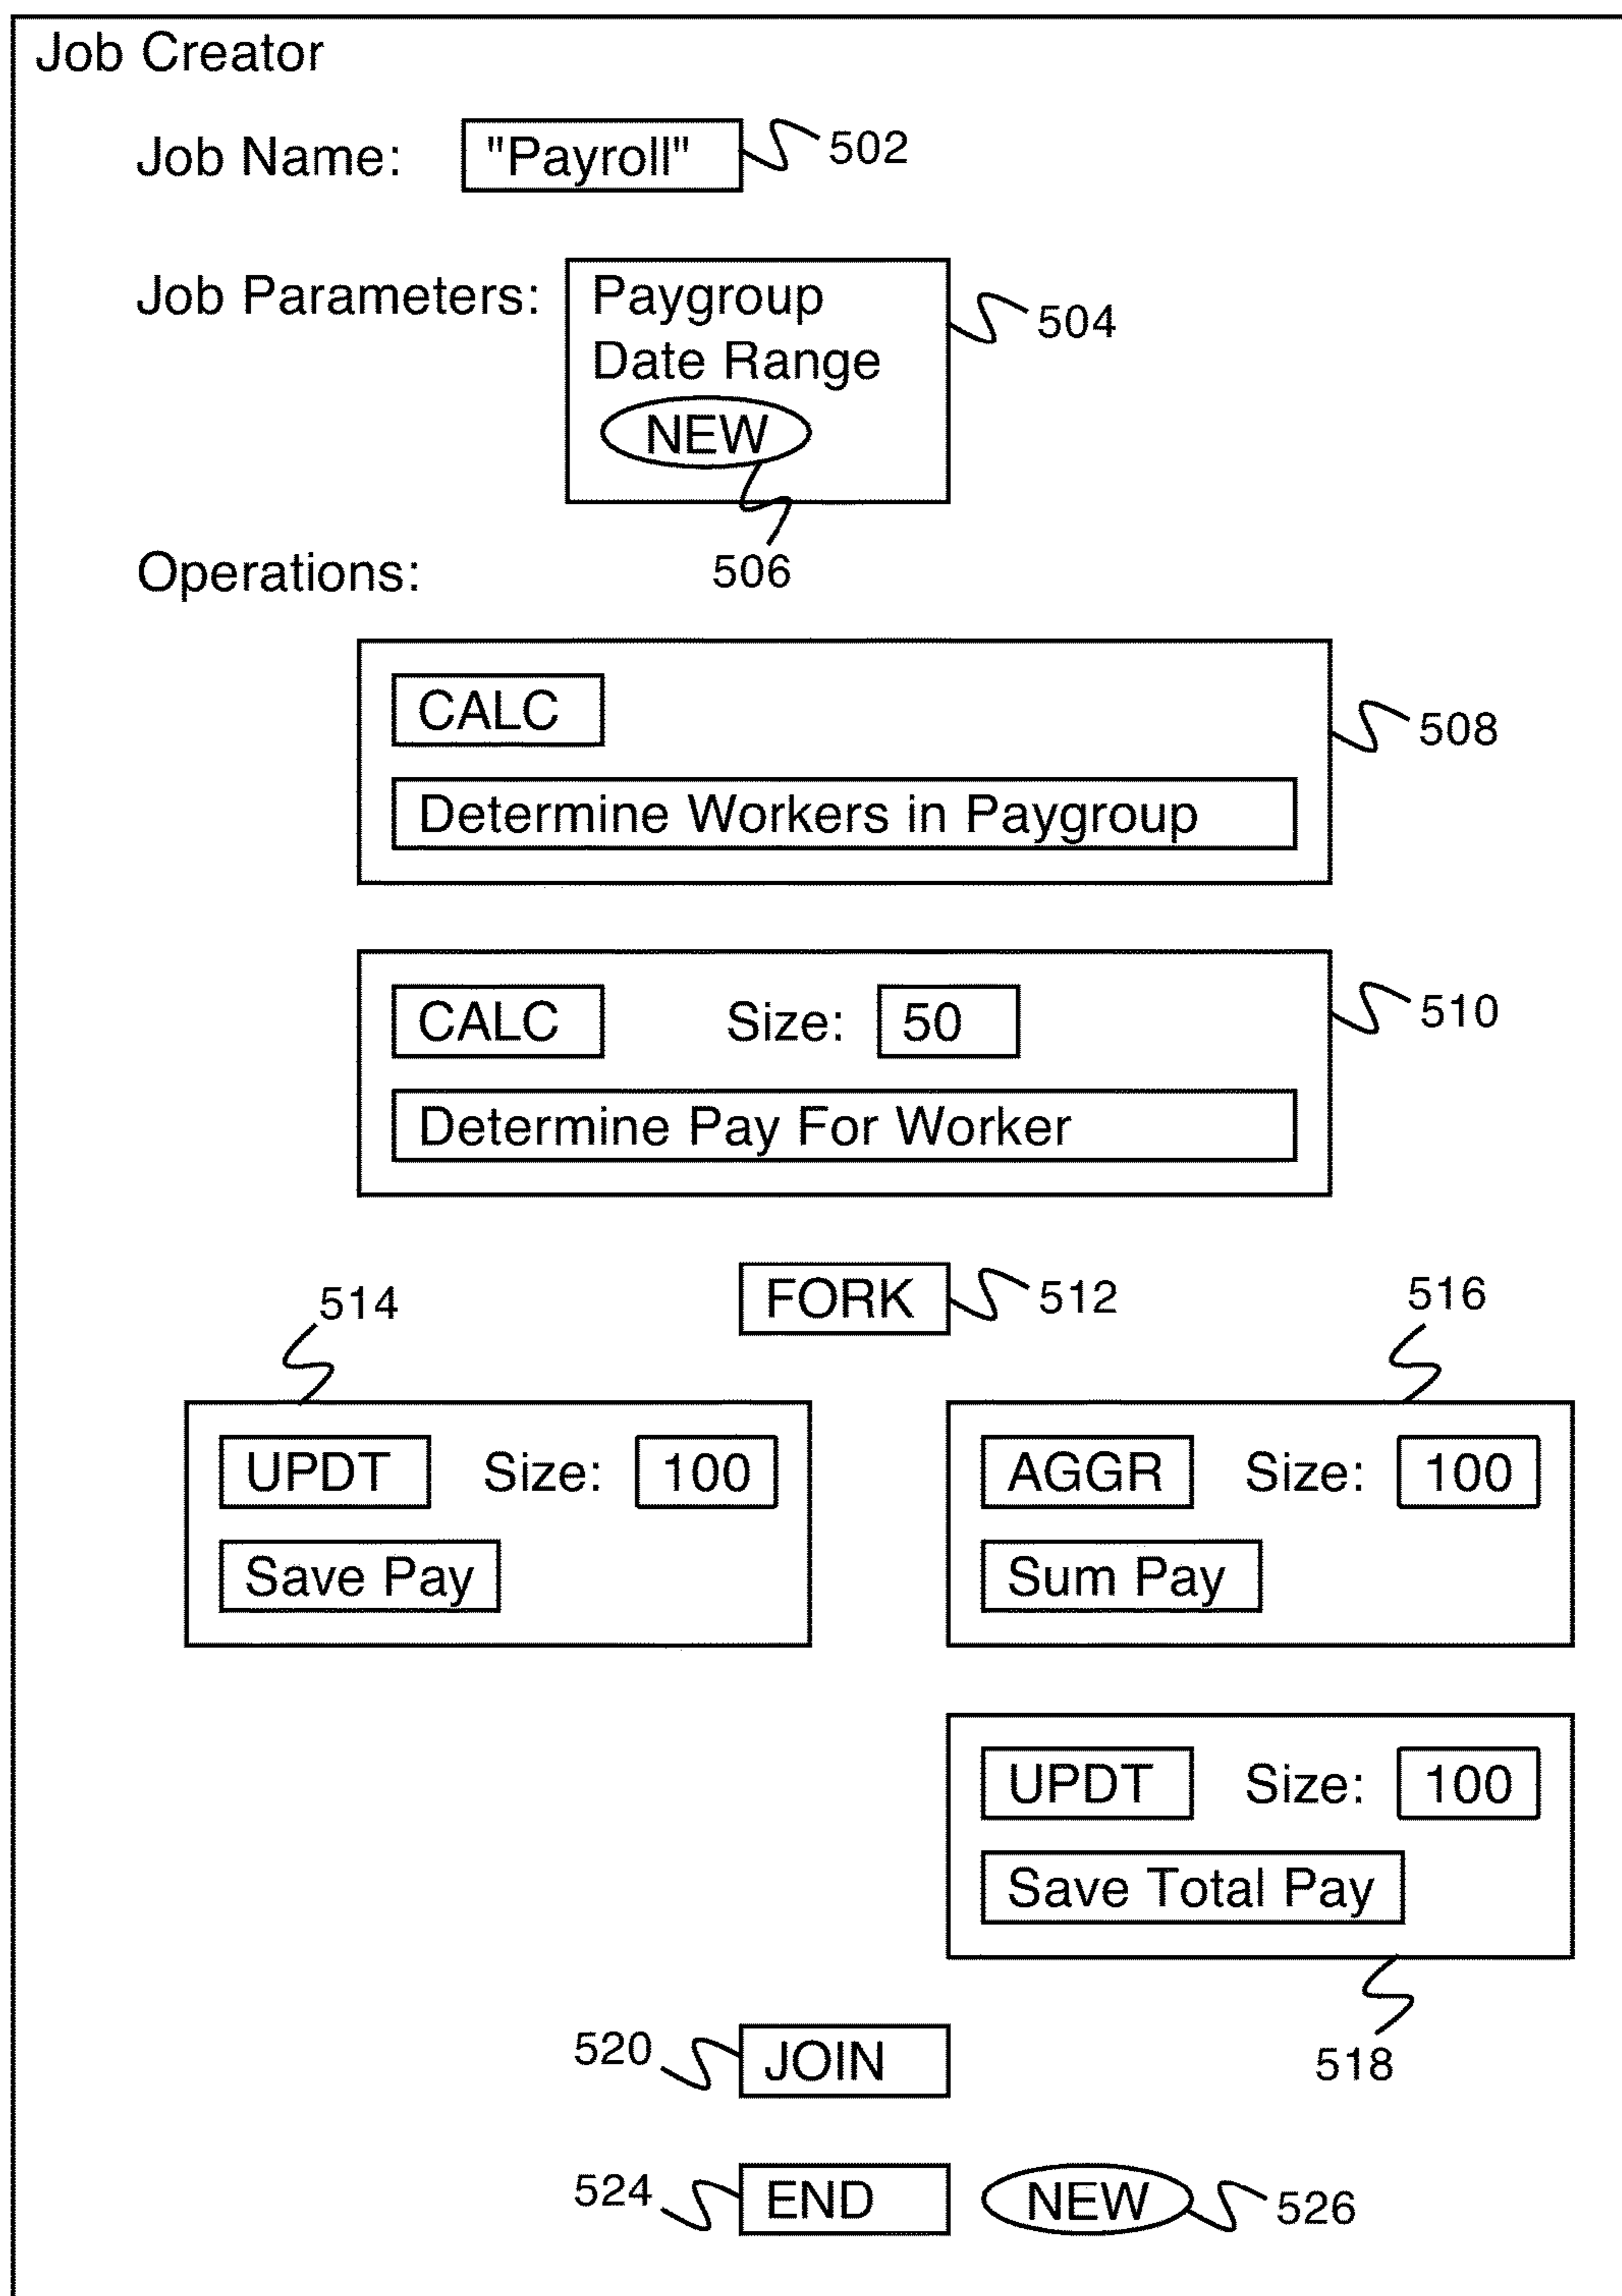 Job Creator
Job Name: "Payroll" 502
Job Parameters: Paygroup 504
Date Range
NEW
506
Operations:
CALC 508
Determine Workers in Paygroup
CALC Size: 50 510
Determine Pay For Worker
514 FORK 512 516
UPDT Size: 100 AGGR Size: 100
Save Pay Sum Pay
UPDT Size: 100
Save Total Pay
520 JOIN 518
524 END NEW 526